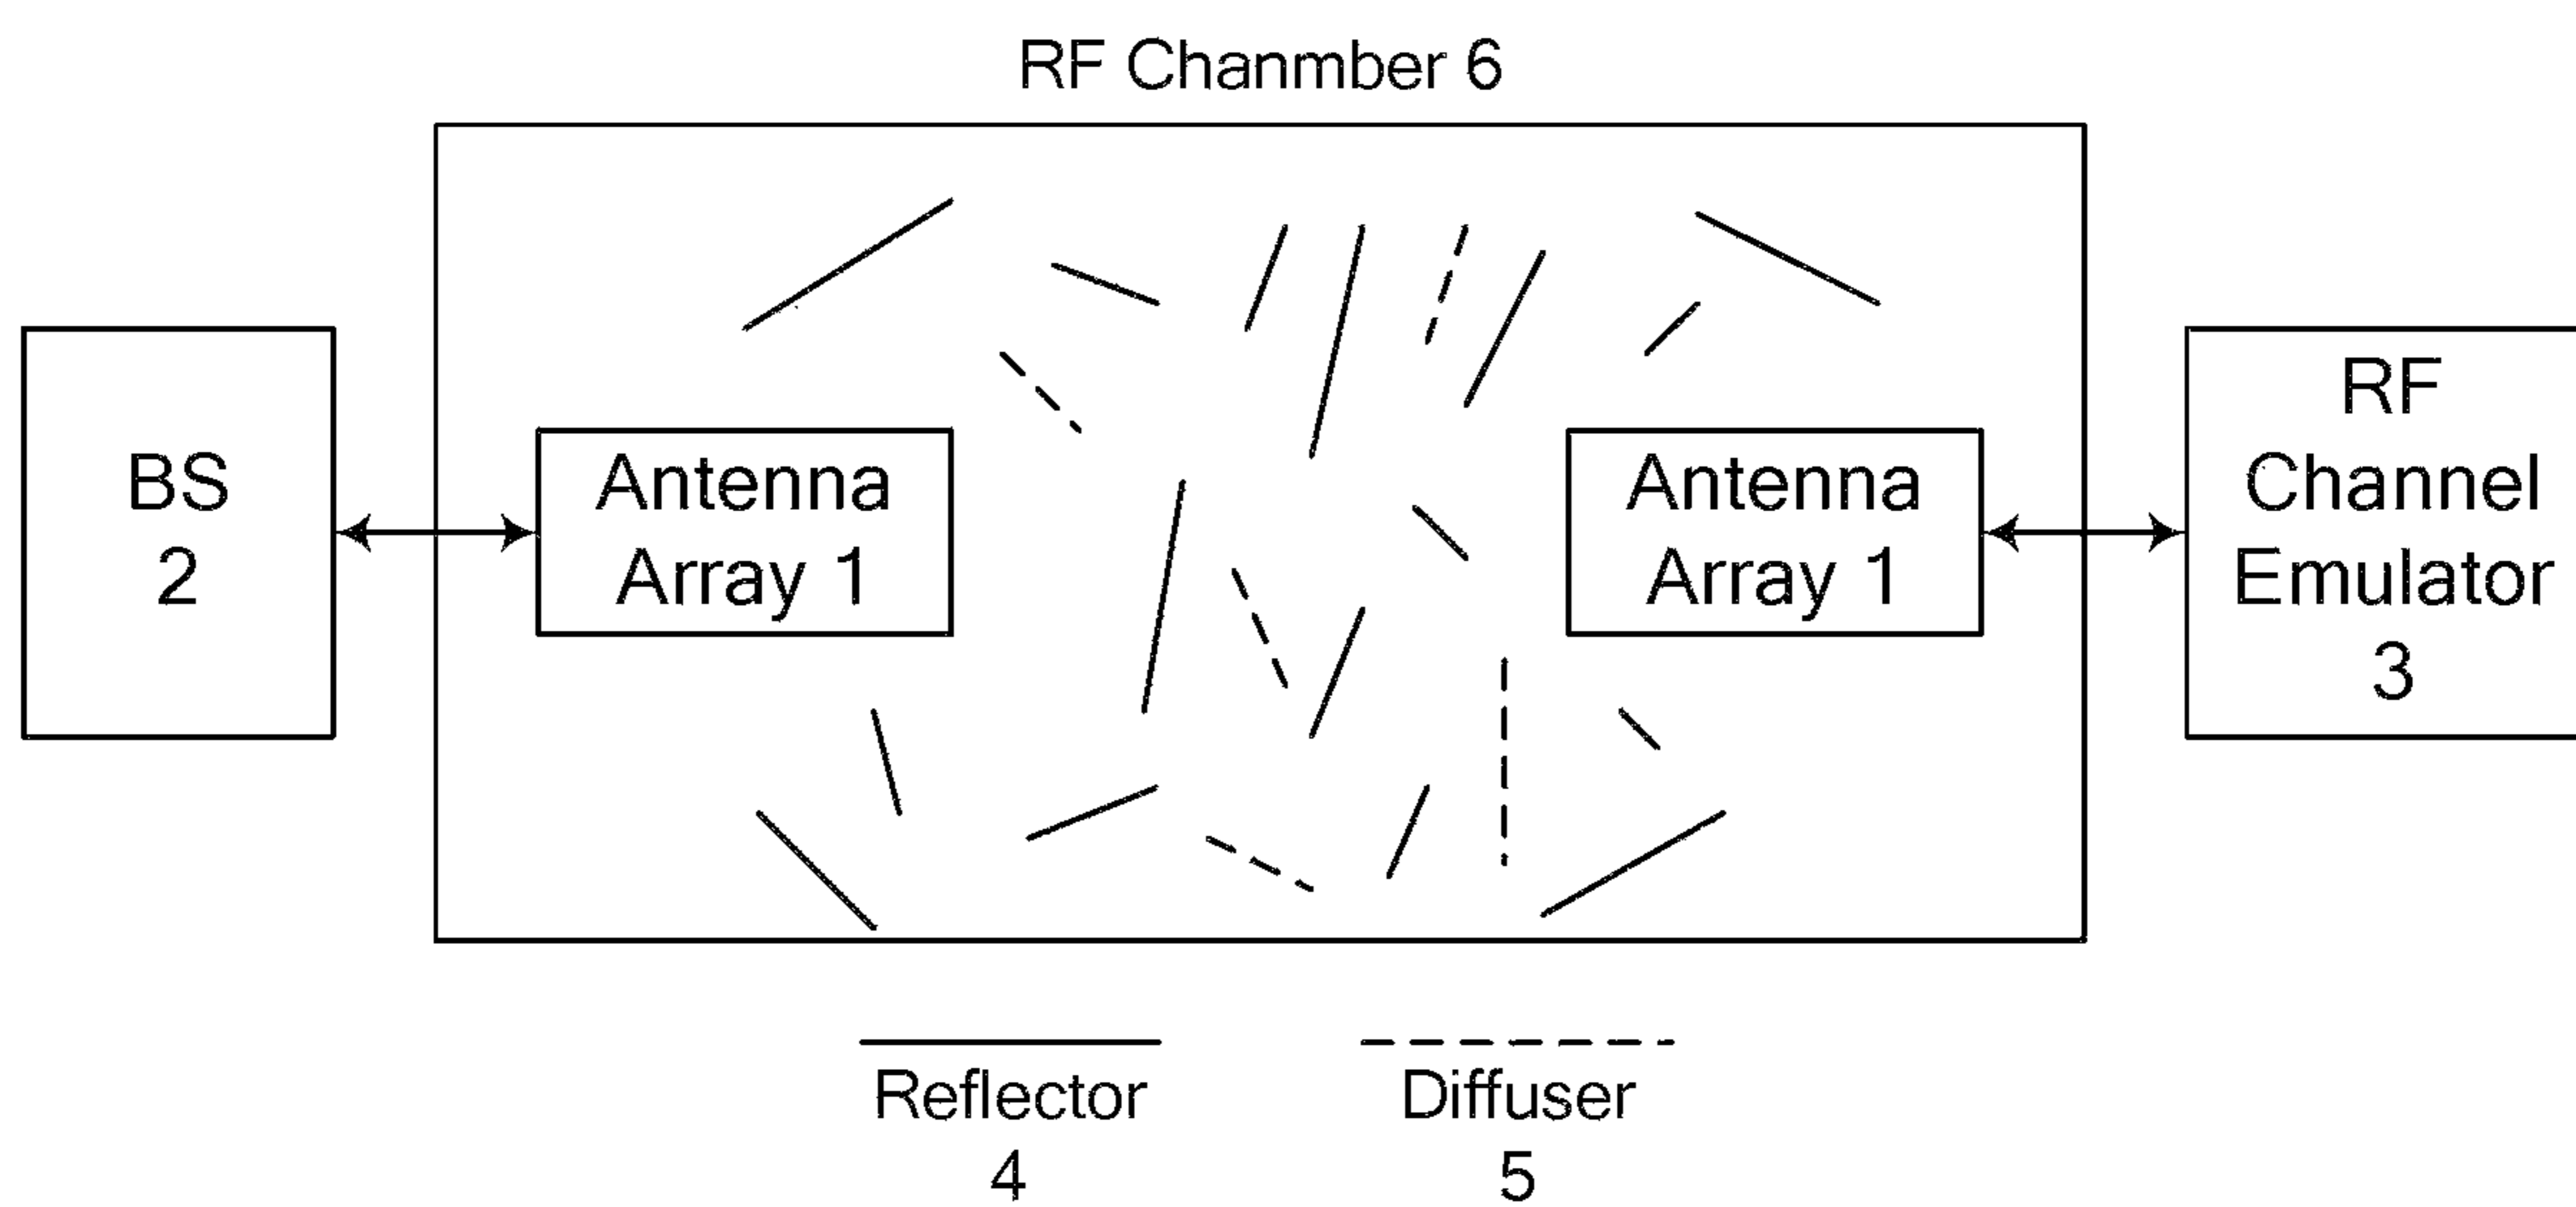 RF Chanmber 6
BS
2
Antenna
Array 1
Antenna
Array 1
RF
Channel
Emulator
3
Reflector
4
Diffuser
5